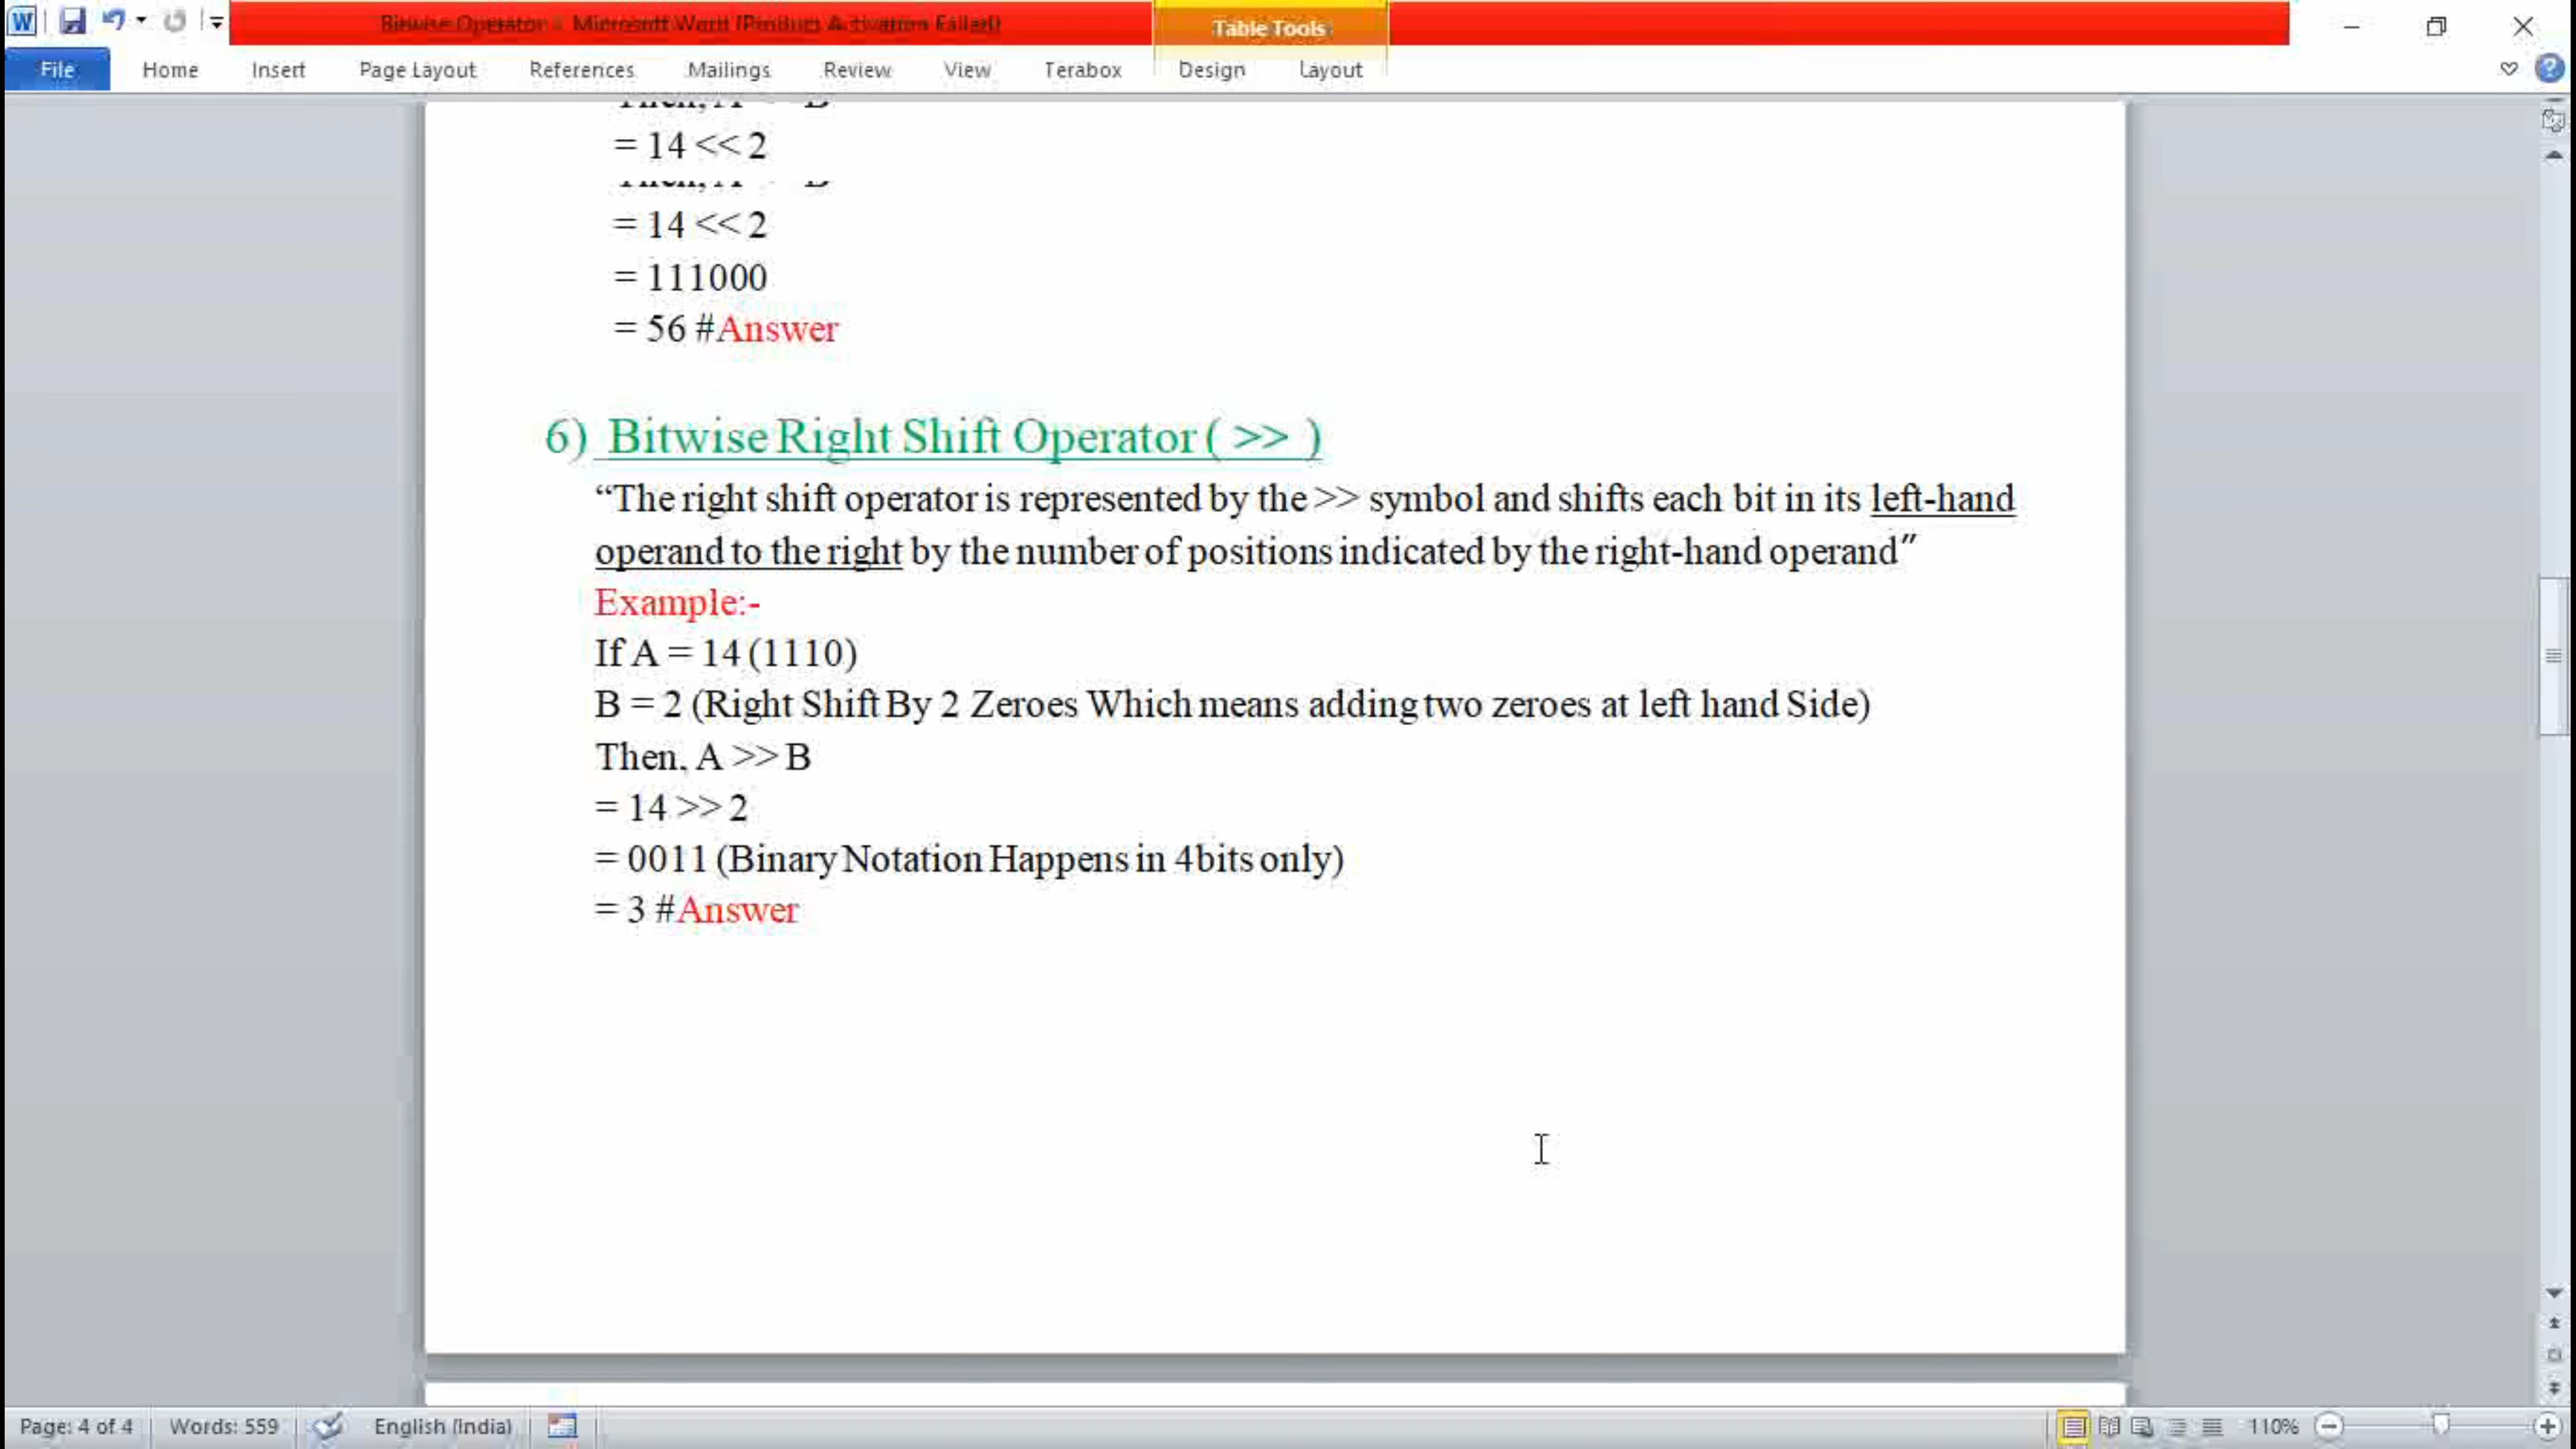 Bitwise Operator - Microsoft Word (Product Activation Failed)
Table Tools
File Home Insert Page Layout References Mailings Review View Terabox Design Layout
= 14 << 2
= 14 << 2
= 111000
= 56 #Answer
6) Bitwise Right Shift Operator ( >> )
“The right shift operator is represented by the >> symbol and shifts each bit in its left-hand
operand to the right by the number of positions indicated by the right-hand operand”
Example:-
If A = 14 (1110)
B = 2 (Right Shift By 2 Zeroes Which means adding two zeroes at left hand Side)
Then, A >> B
= 14 >> 2
= 0011 (Binary Notation Happens in 4bits only)
= 3 #Answer
Page: 4 of 4 Words: 559 English (India) 110%